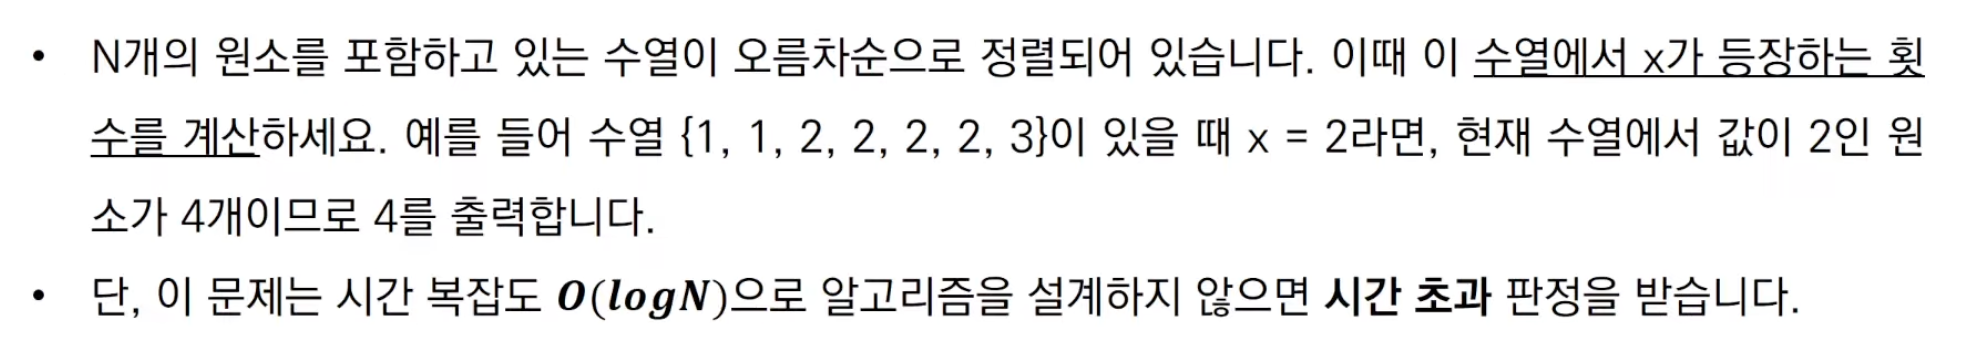 • N개의 원소를 포함하고 있는 수열이 오름차순으로 정렬되어 있습니다. 이때 이 수열에서 x가 등장하는 횟
수를 계산하세요. 예를 들어 수열 {1, 1, 2, 2, 2, 2, 3}이 있을 때 x = 2라면, 현재 수열에서 값이 2인 원
소가 4개이므로 4를 출력합니다.
• 단, 이 문제는 시간 복잡도 O(logN)으로 알고리즘을 설계하지 않으면 시간 초과 판정을 받습니다.